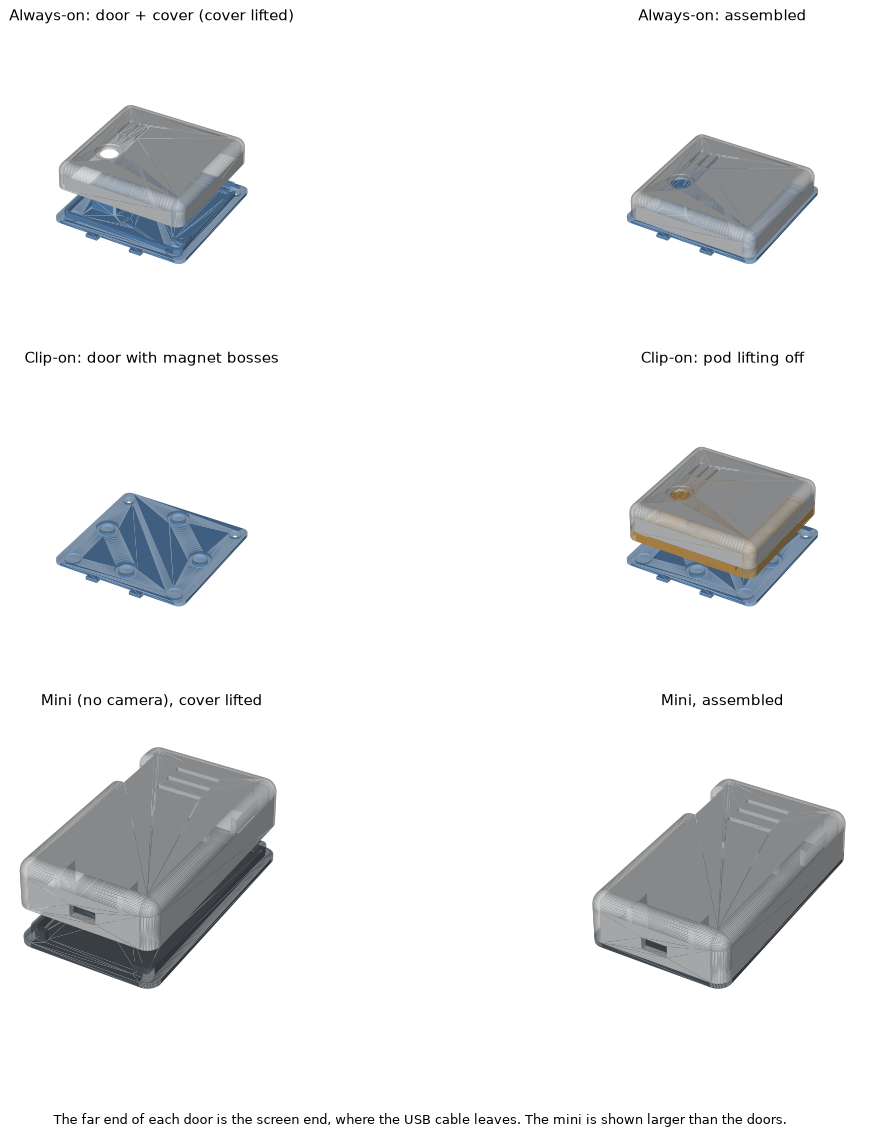 Always-on: door + cover (cover lifted)
Always-on: assembled
Clip-on: door with magnet bosses
Clip-on: pod lifting off
Mini (no camera), cover lifted
Mini, assembled
The far end of each door is the screen end, where the USB cable leaves. The mini is shown larger than the doors.